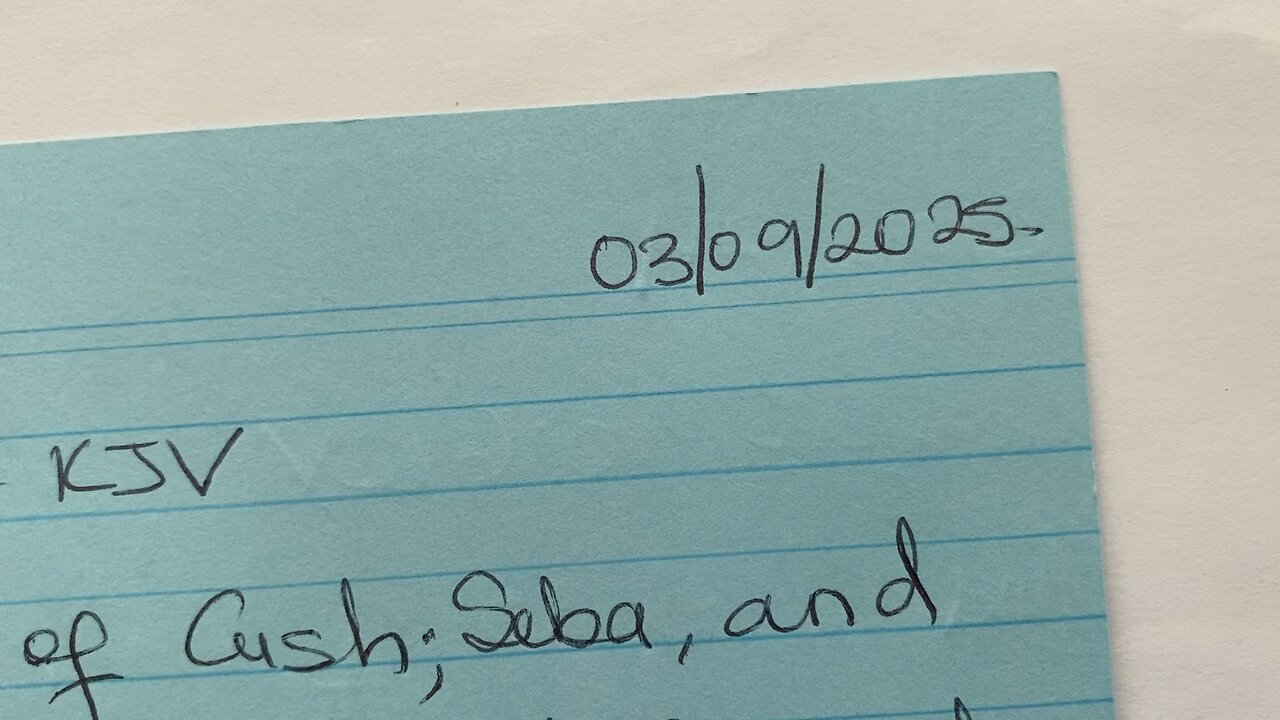 03/09/2025.
- KJV
of Cush; Seba, and